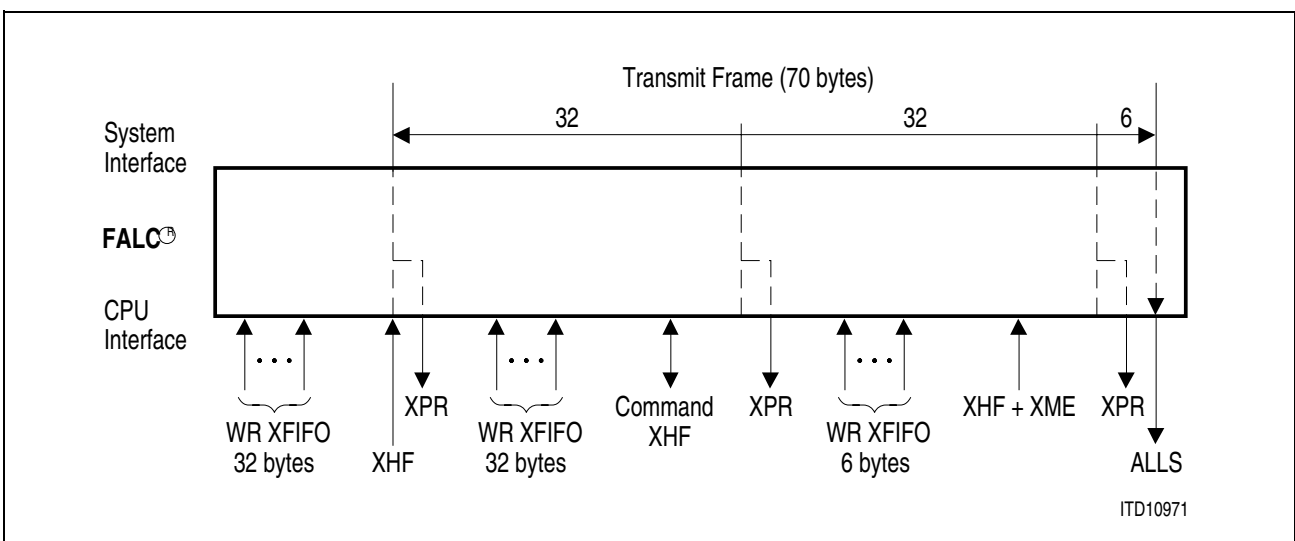 Transmit Frame (70 bytes)
32 32 6
System
Interface
FALC®
CPU
Interface
• • • • • • • • •
XPR Command XPR XHF + XME XPR
WR XFIFO WR XFIFO XHF WR XFIFO
32 bytes XHF 32 bytes 6 bytes ALLS
ITD10971